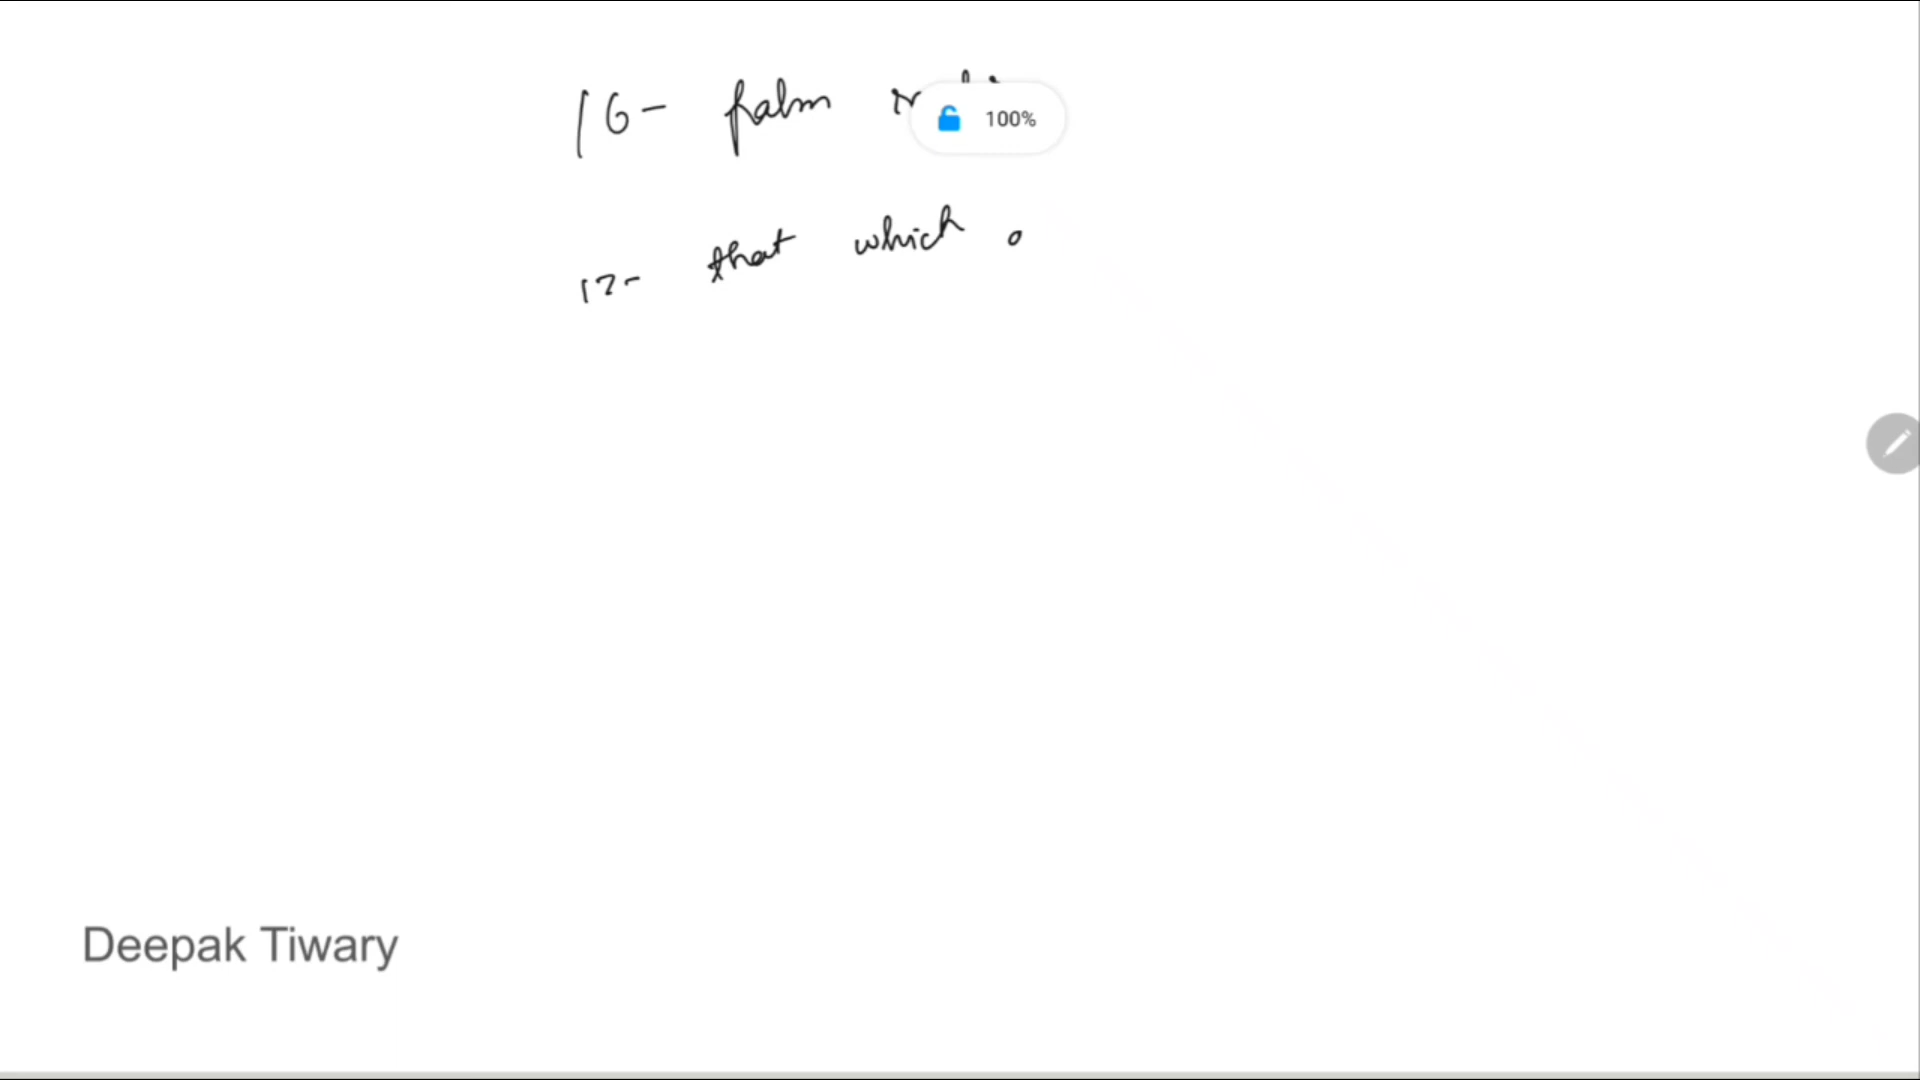 16- palm
100%
17- that which o
Deepak Tiwary